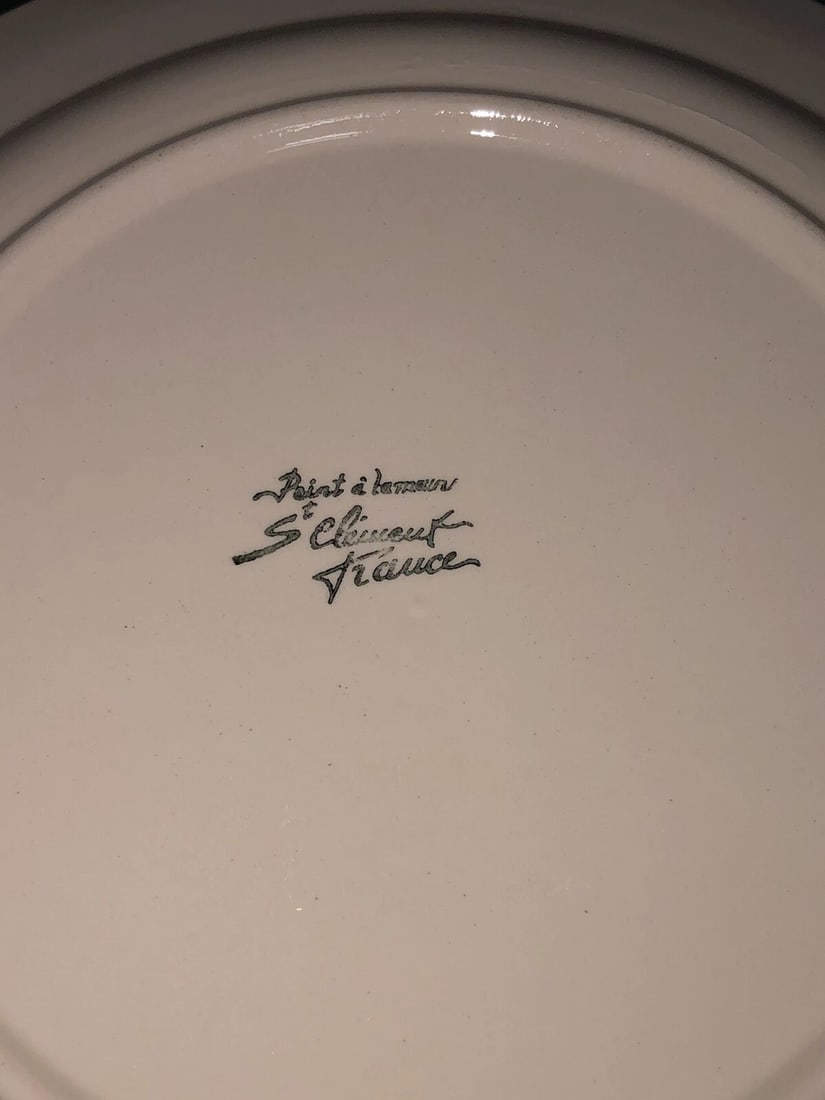 Peint à la main
St Clément
France